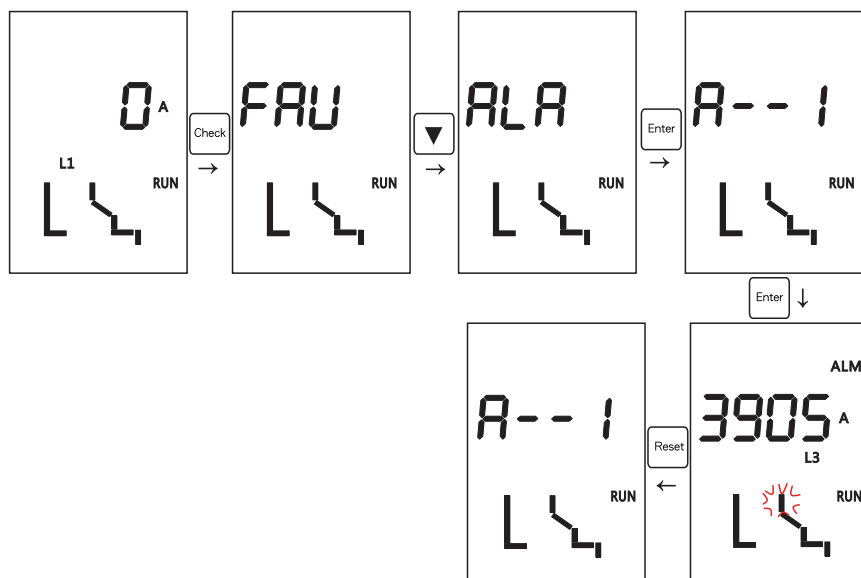 0 A
L1
RUN
L
Check
→
FAU
RUN
L
▼
→
ALA
RUN
L
Enter
→
A--1
RUN
L
Enter ↓
ALM
3905 A
L3
RUN
L
Reset
←
A--1
RUN
L